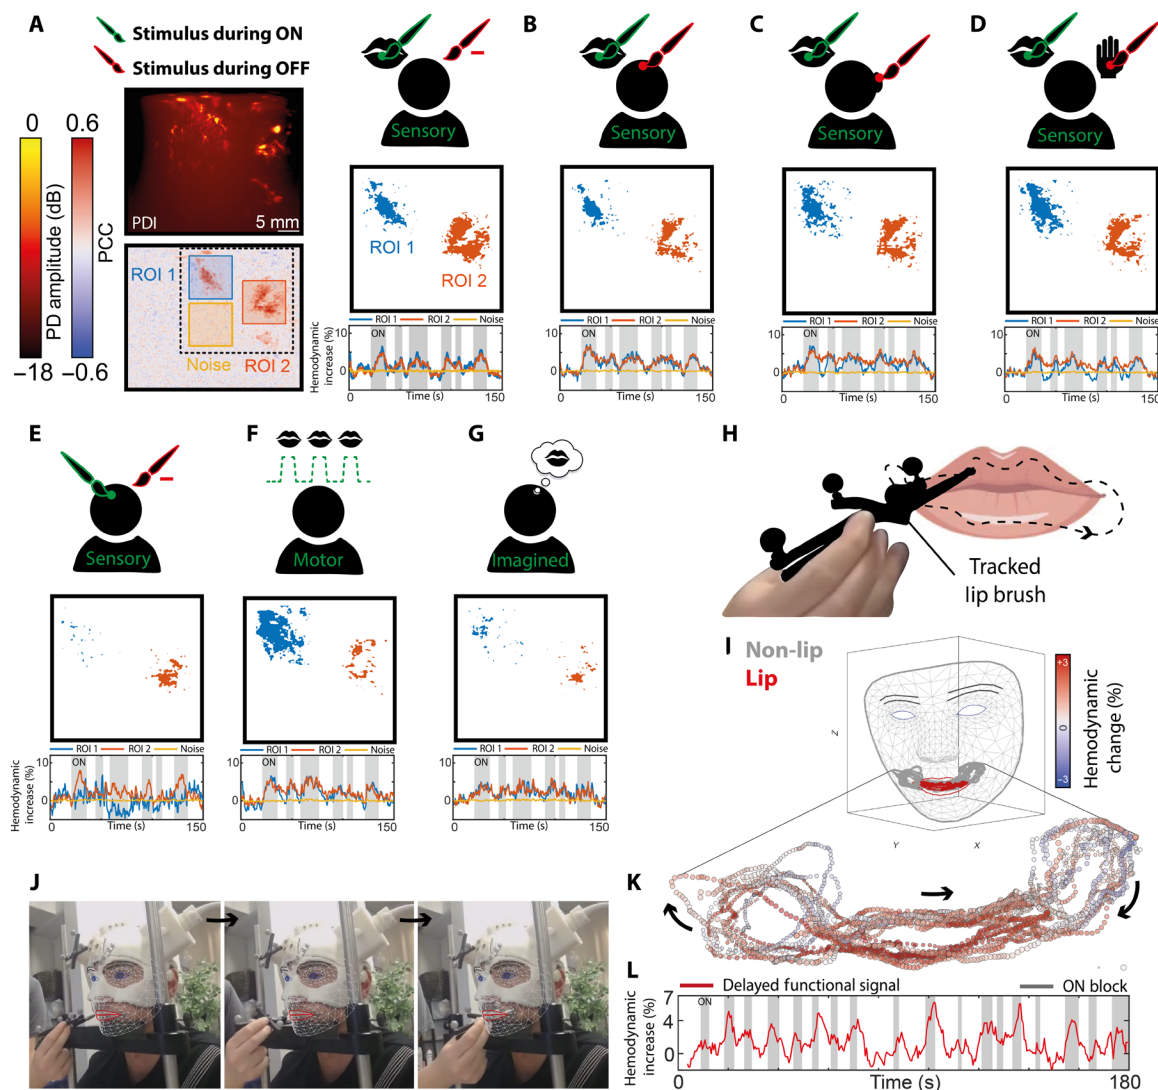 A
Stimulus during ON
Stimulus during OFF
0
0.6
PD amplitude (dB)
PCC
−18
−0.6
PDI
5 mm
ROI 1
Noise
ROI 2
Sensory
ROI 1
ROI 2
ROI 1 ROI 2 Noise
Hemodynamic
increase (%)
10
0
ON
0 Time (s) 150
B
Sensory
ROI 1 ROI 2 Noise
10
0
ON
0 Time (s) 150
C
Sensory
ROI 1 ROI 2 Noise
10
0
ON
0 Time (s) 150
D
Sensory
ROI 1 ROI 2 Noise
10
0
ON
0 Time (s) 150
E
Sensory
ROI 1 ROI 2 Noise
Hemodynamic
increase (%)
10
0
ON
0 Time (s) 150
F
Motor
ROI 1 ROI 2 Noise
10
0
ON
0 Time (s) 150
G
Imagined
ROI 1 ROI 2 Noise
10
0
ON
0 Time (s) 150
H
Tracked
lip brush
I
Non-lip
Lip
Z
Y
X
+3
0
−3
Hemodynamic
change (%)
J
K
L
Delayed functional signal
ON block
Hemodynamic
increase (%)
7
4
0
ON
0 Time (s) 180